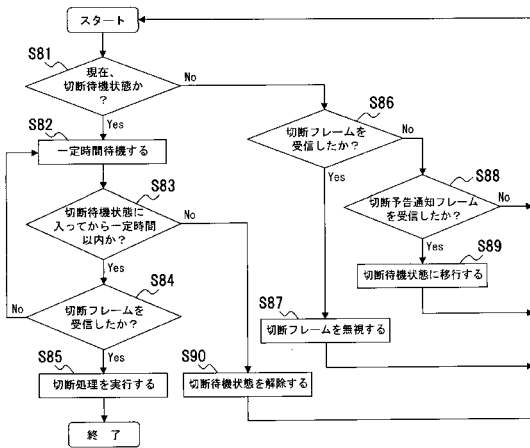 スタート
S81
現在、
切断待機状態か
?
No
Yes
S82
一定時間待機する
S83
切断待機状態に
入ってから一定時間
以内か?
No
Yes
S84
切断フレームを
受信したか?
No
Yes
S85
切断処理を実行する
終 了
S86
切断フレームを
受信したか?
No
Yes
S87
切断フレームを無視する
S88
切断予告通知フレーム
を受信したか?
No
Yes
S89
切断待機状態に移行する
S90
切断待機状態を解除する